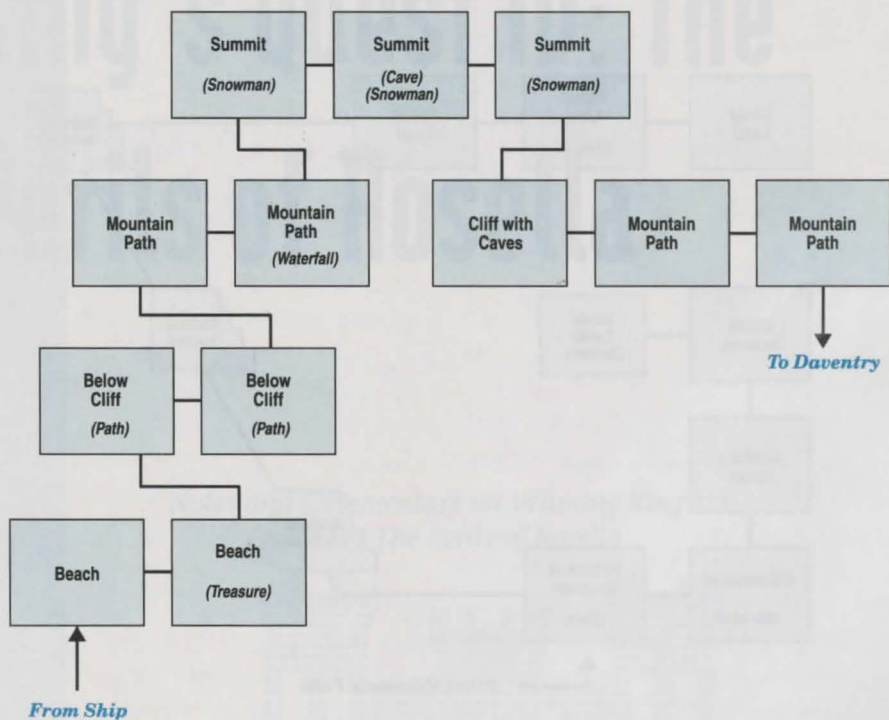 Summit
(Snowman)
Summit
(Cave)
(Snowman)
Summit
(Snowman)
Mountain
Path
Mountain
Path
(Waterfall)
Cliff with
Caves
Mountain
Path
Mountain
Path
To Daventry
Below
Cliff
(Path)
Below
Cliff
(Path)
Beach
Beach
(Treasure)
From Ship